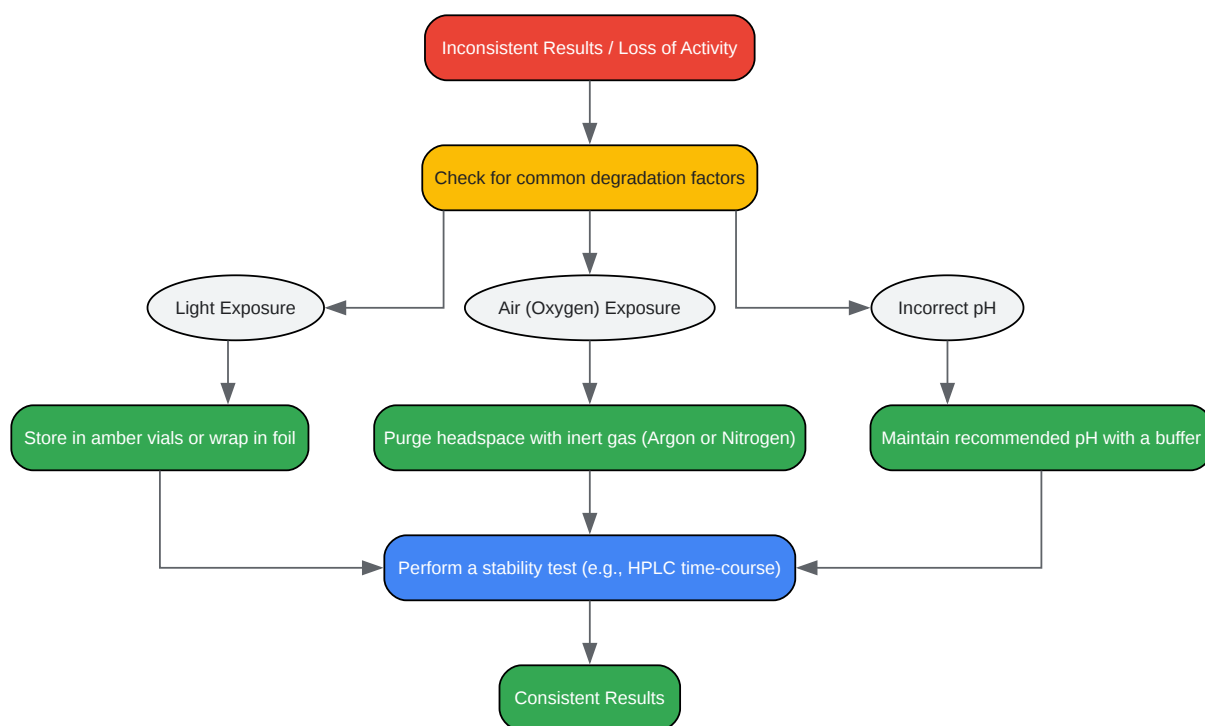 Inconsistent Results / Loss of Activity
Check for common degradation factors
Light Exposure
Air (Oxygen) Exposure
Incorrect pH
Store in amber vials or wrap in foil
Purge headspace with inert gas (Argon or Nitrogen)
Maintain recommended pH with a buffer
Perform a stability test (e.g., HPLC time-course)
Consistent Results